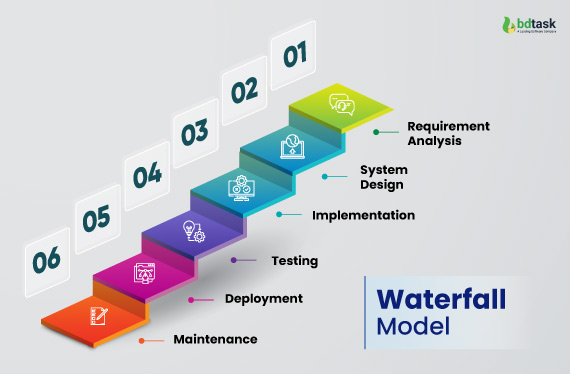 bdtask
A Leading Software Company
01
02
03
04
05
06
Requirement
Analysis
System
Design
Implementation
Testing
Deployment
Maintenance
Waterfall
Model